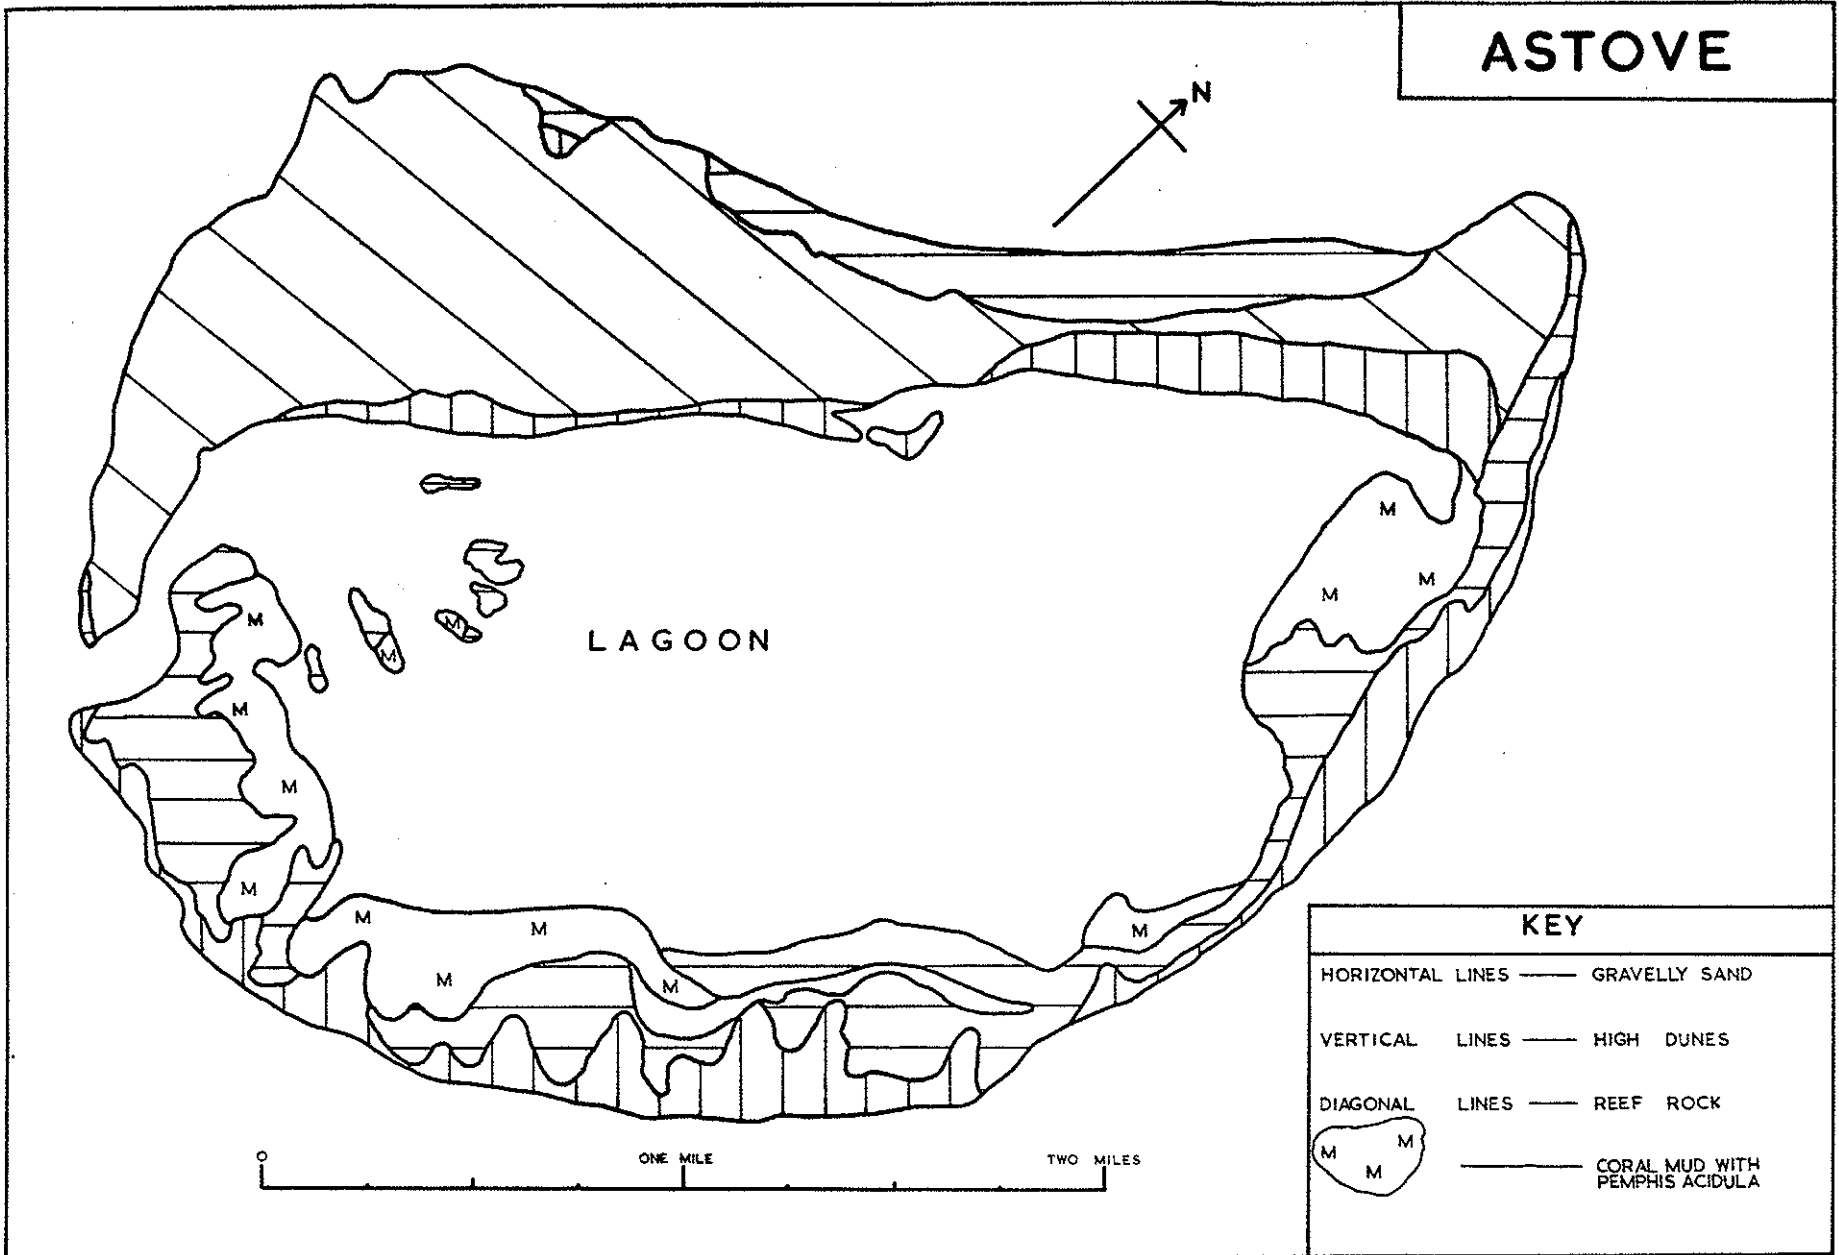 ASTOVE
N
M
M
M
M
M
M
M
LAGOON
M
M
M
M
M
M
M
M
M
KEY
HORIZONTAL LINES —— GRAVELLY SAND
VERTICAL LINES —— HIGH DUNES
DIAGONAL LINES —— REEF ROCK
M M M —— CORAL MUD WITH
PEMPHIS ACIDULA
0 ONE MILE TWO MILES